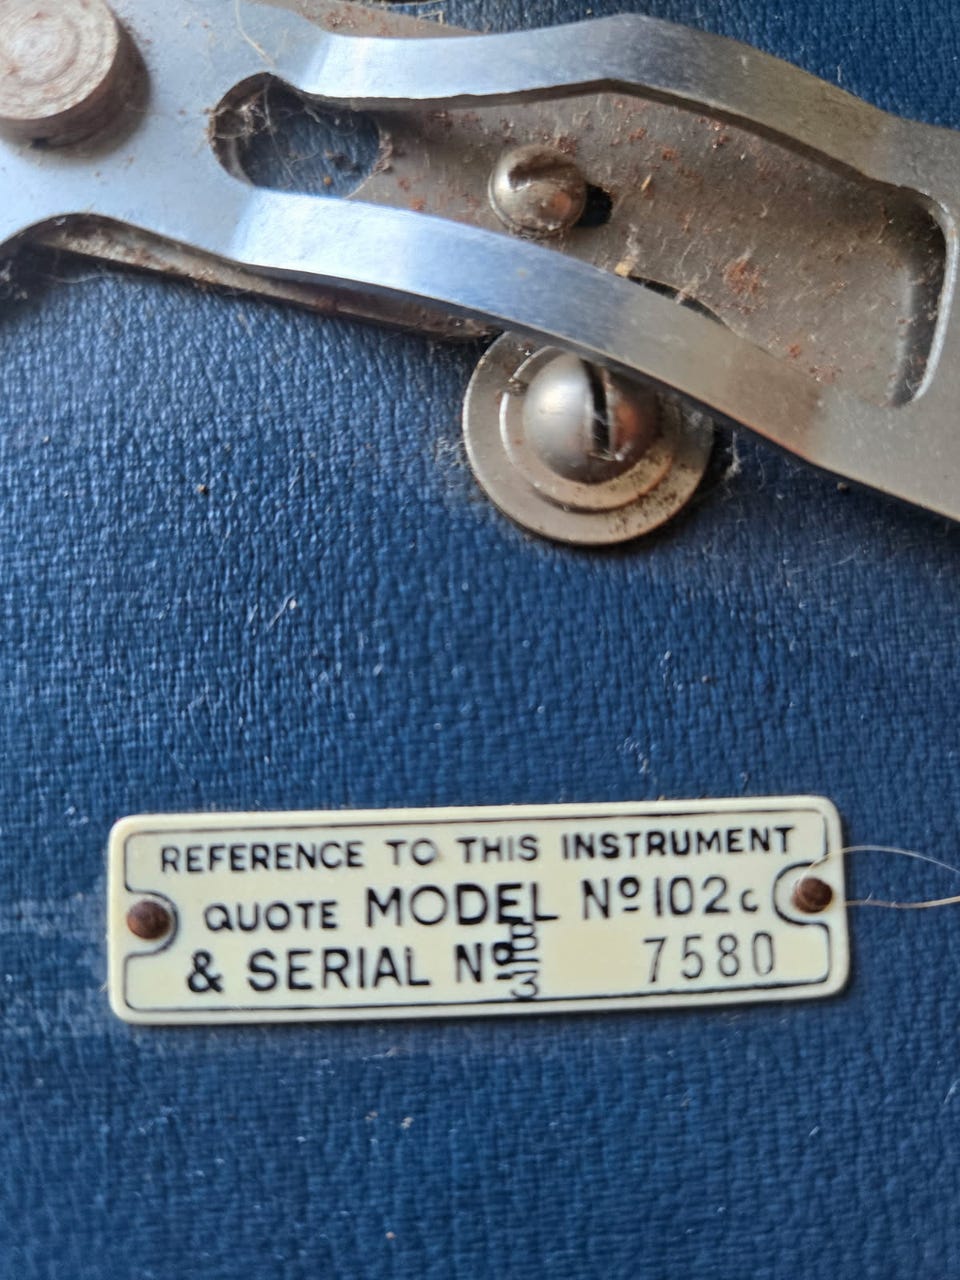 REFERENCE TO THIS INSTRUMENT
QUOTE MODEL Nº 102c
& SERIAL Nº 7580